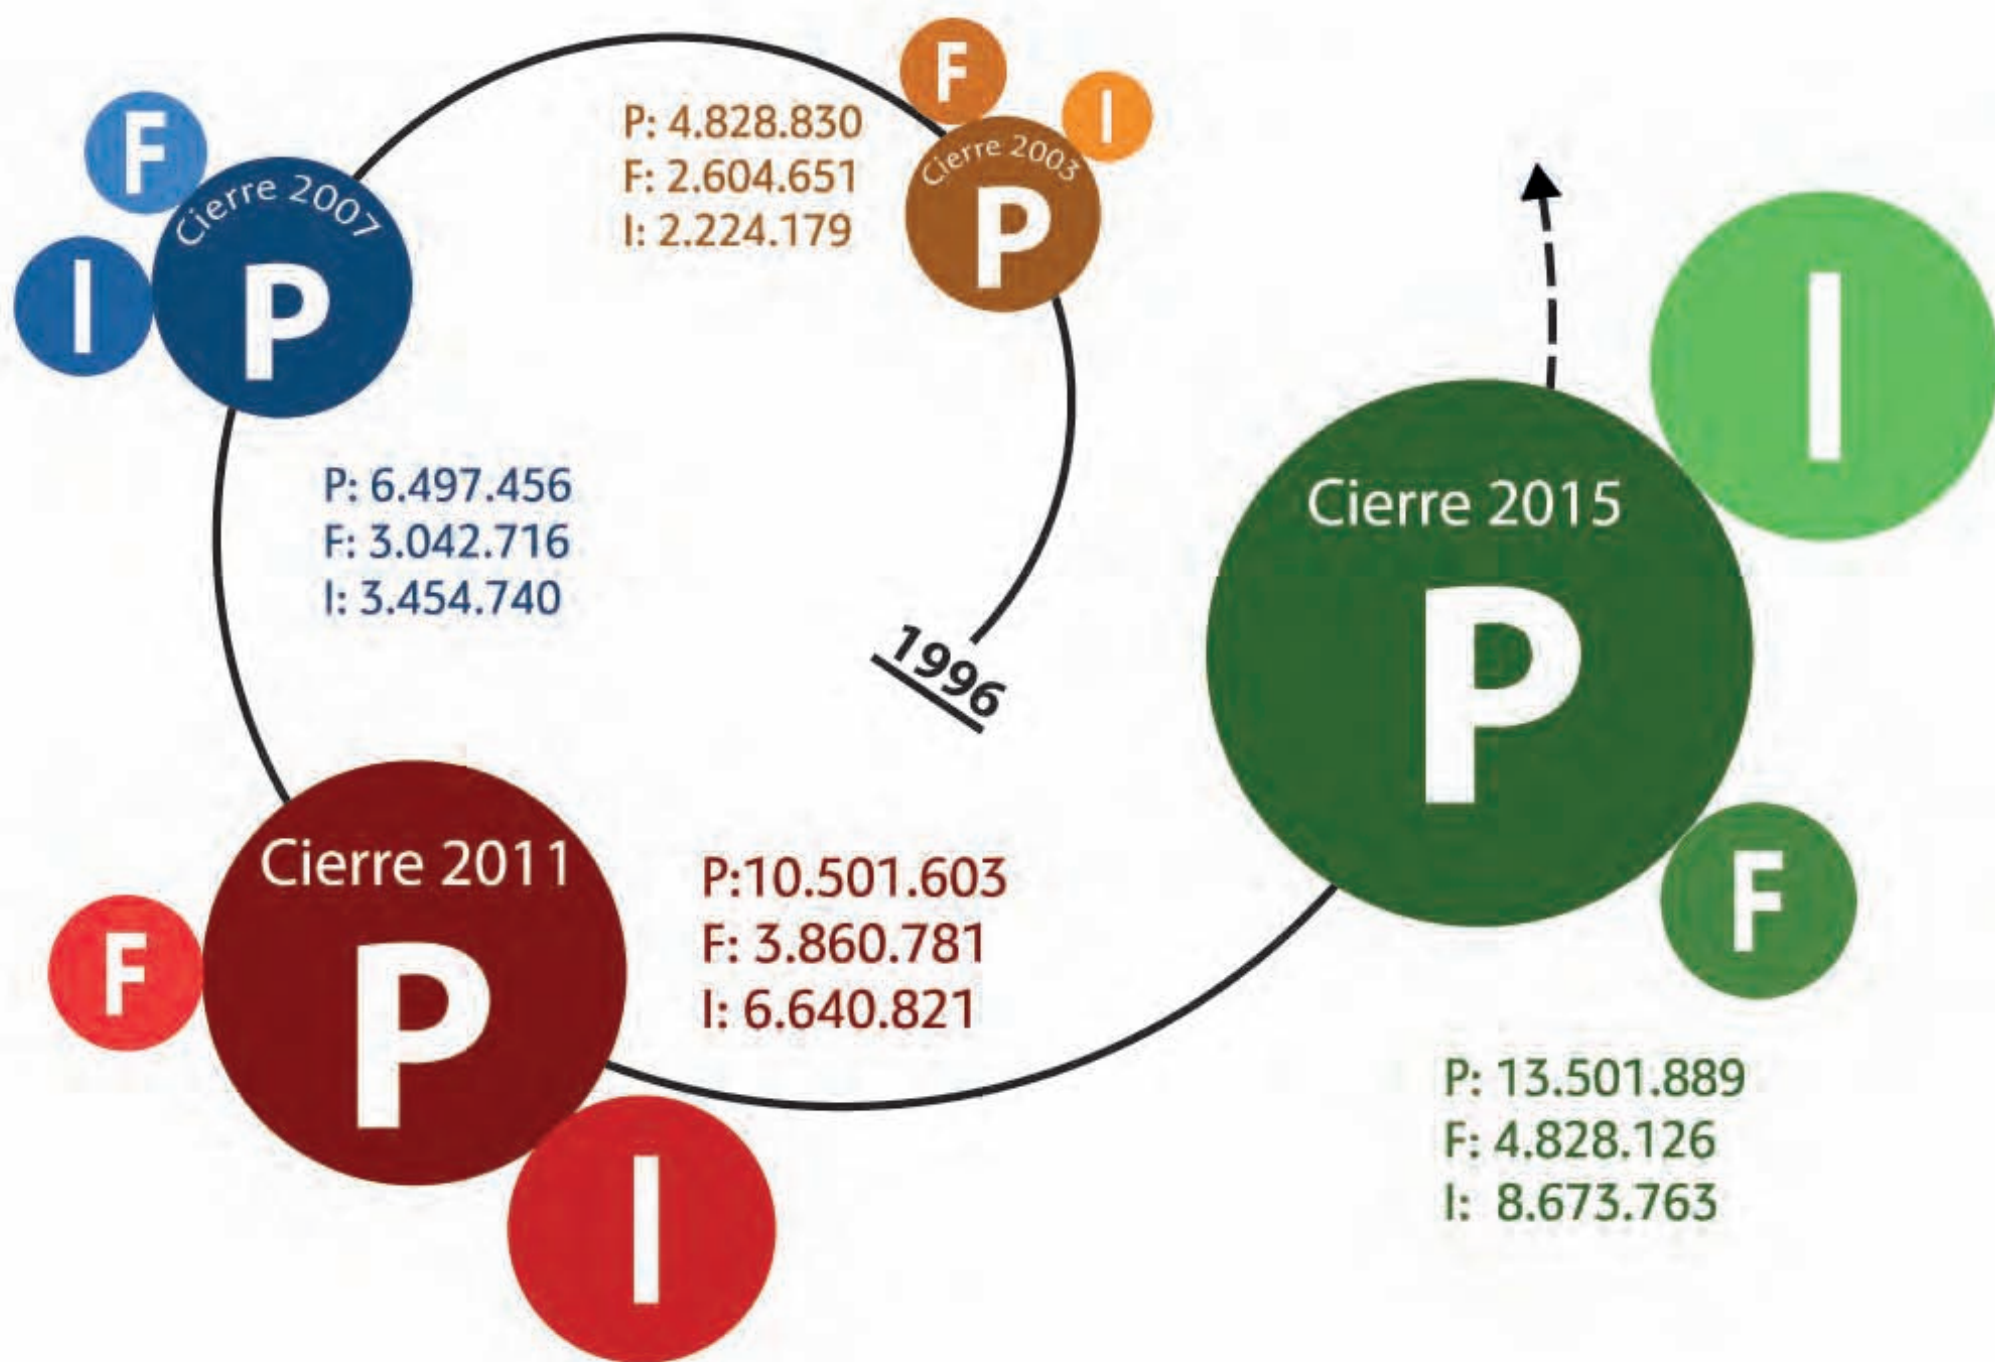 1996
F
I
Cierre 2003
P
P: 4.828.830
F: 2.604.651
I: 2.224.179
F
I
Cierre 2007
P
P: 6.497.456
F: 3.042.716
I: 3.454.740
Cierre 2011
P
F
I
P:10.501.603
F: 3.860.781
I: 6.640.821
Cierre 2015
P
I
F
P: 13.501.889
F: 4.828.126
I: 8.673.763